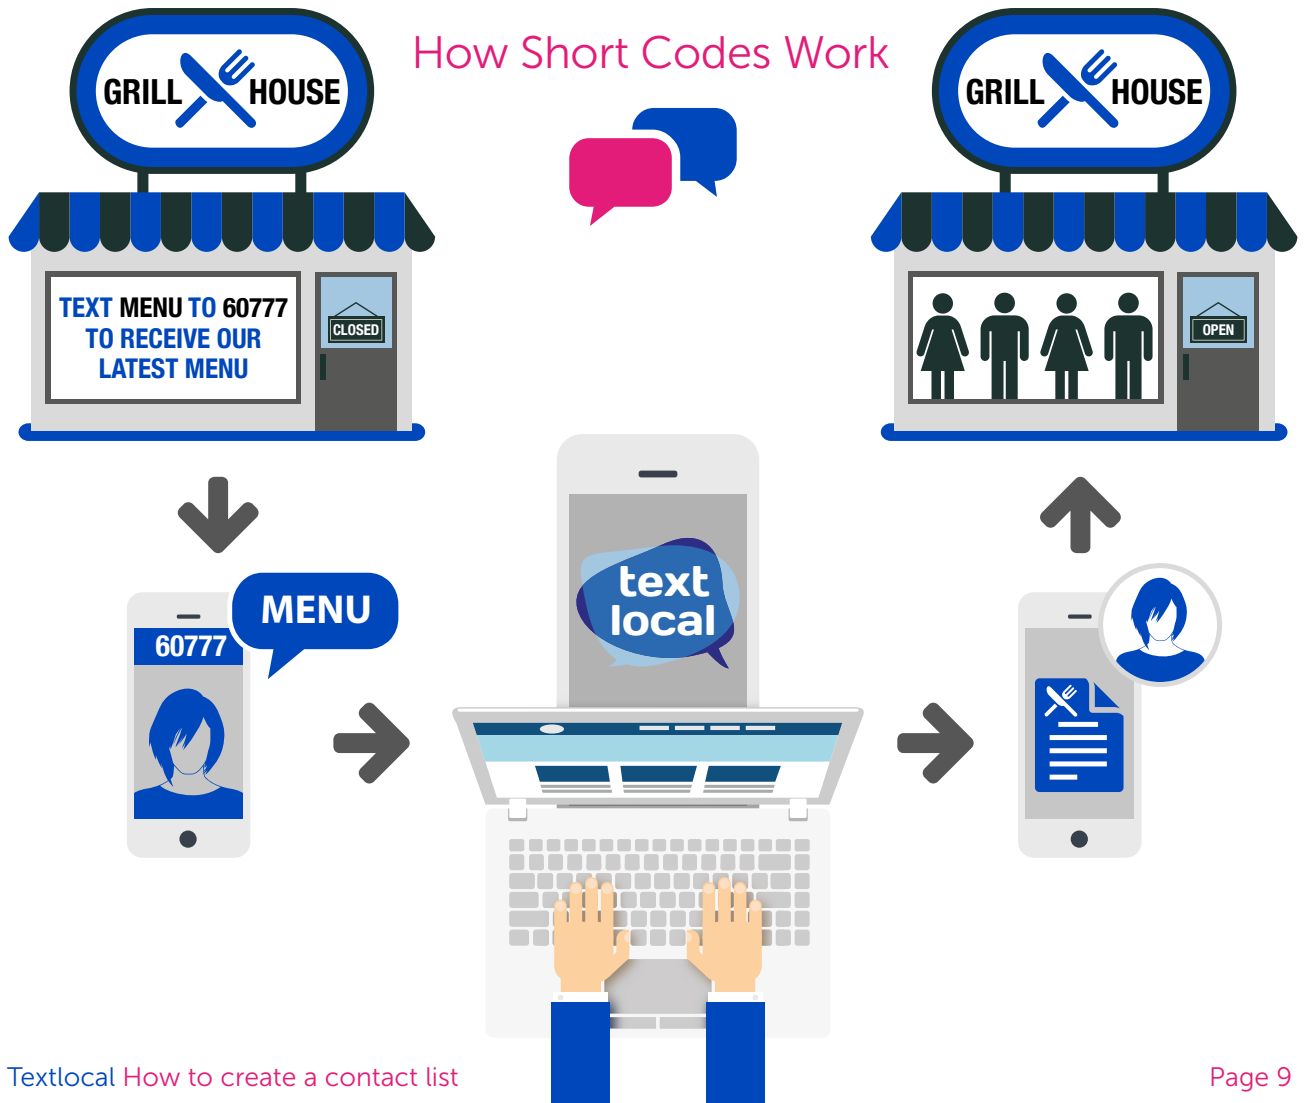 How Short Codes Work
GRILL HOUSE
TEXT MENU TO 60777
TO RECEIVE OUR
LATEST MENU
CLOSED
GRILL HOUSE
OPEN
MENU
60777
text
local
Textlocal How to create a contact list
Page 9